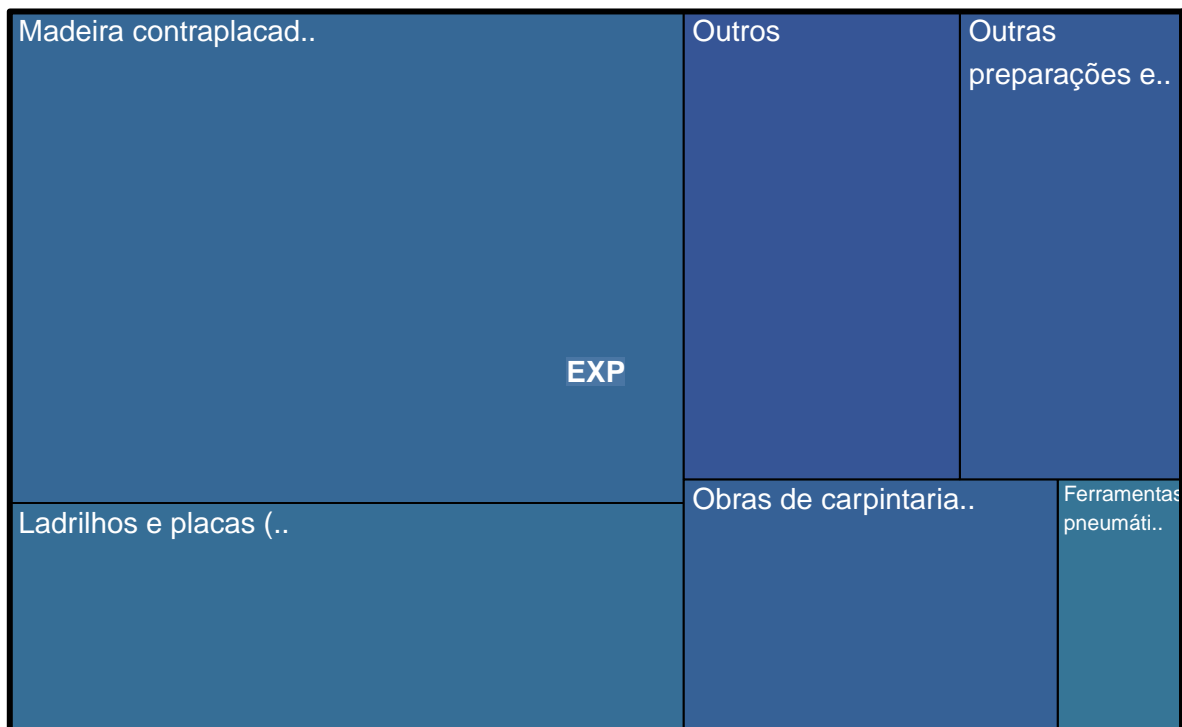 Madeira contraplacad..
Outros
Outras
preparações e..
EXP
Ladrilhos e placas (..
Obras de carpintaria..
Ferramentas
pneumáti..